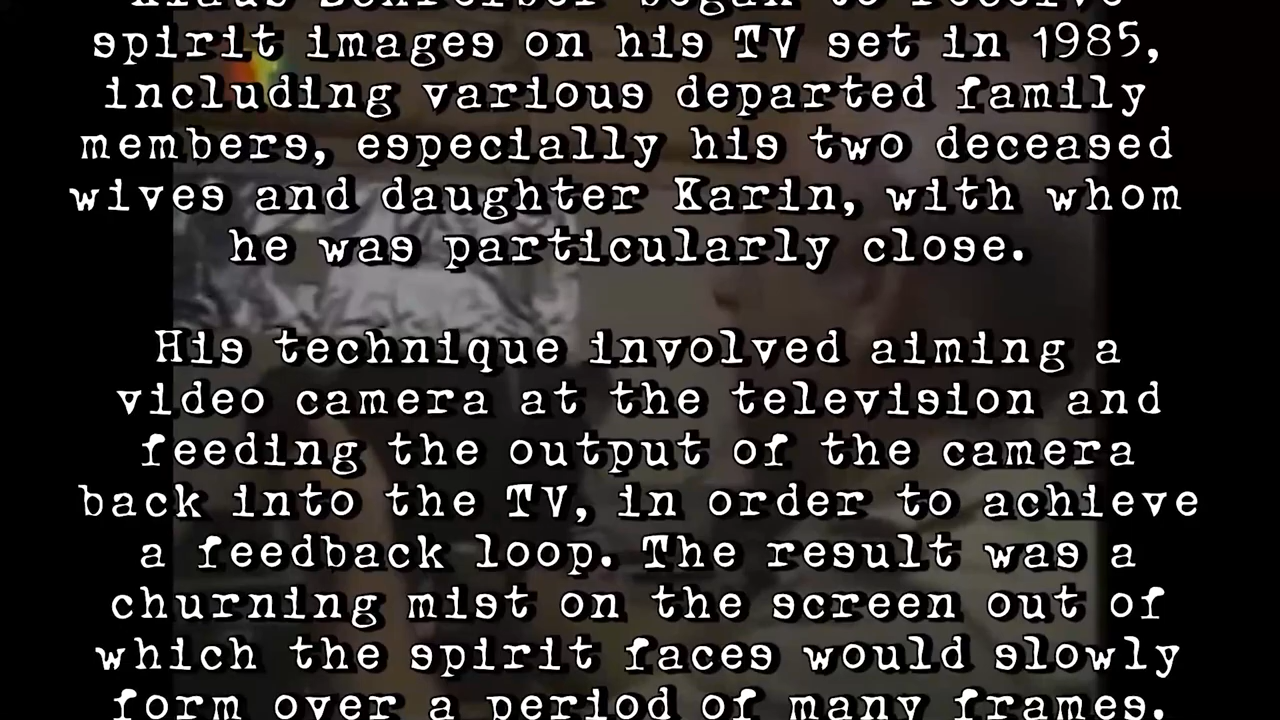 began to receive
spirit images on his TV set in 1985,
including various departed family
members, especially his two deceased
wives and daughter Karin, with whom
he was particularly close.
His technique involved aiming a
video camera at the television and
feeding the output of the camera
back into the TV, in order to achieve
a feedback loop. The result was a
churning mist on the screen out of
which the spirit faces would slowly
form over a period of many frames.